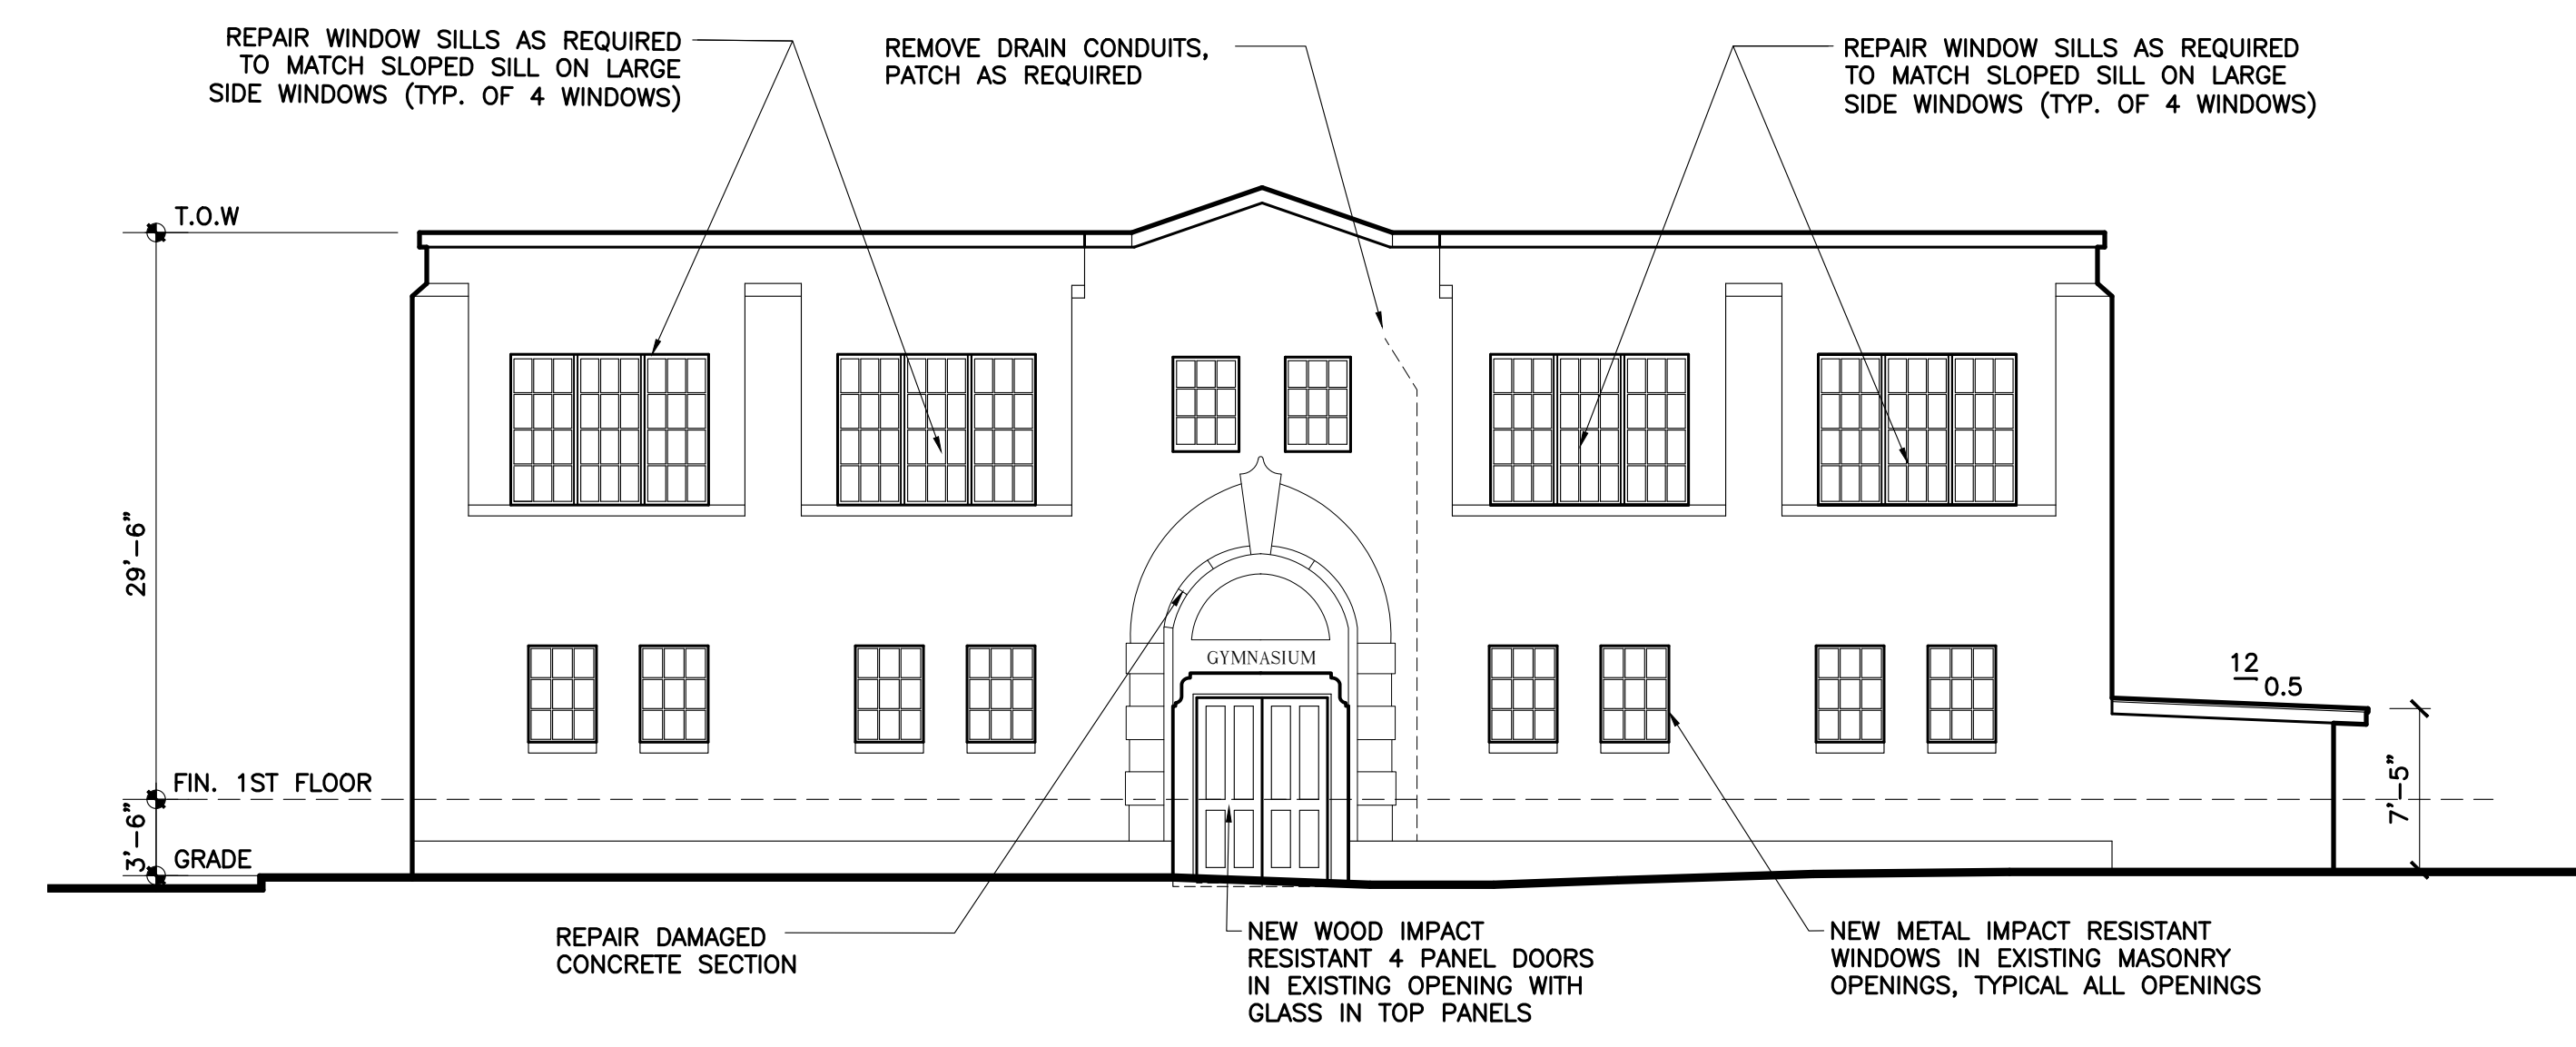 REPAIR WINDOW SILLS AS REQUIRED
TO MATCH SLOPED SILL ON LARGE
SIDE WINDOWS (TYP. OF 4 WINDOWS)
REMOVE DRAIN CONDUITS,
PATCH AS REQUIRED
REPAIR WINDOW SILLS AS REQUIRED
TO MATCH SLOPED SILL ON LARGE
SIDE WINDOWS (TYP. OF 4 WINDOWS)
T.O.W
29'-6"
GYMNASIUM
12
0.5
FIN. 1ST FLOOR
7'-5"
3'-6"
GRADE
REPAIR DAMAGED
CONCRETE SECTION
NEW WOOD IMPACT
RESISTANT 4 PANEL DOORS
IN EXISTING OPENING WITH
GLASS IN TOP PANELS
NEW METAL IMPACT RESISTANT
WINDOWS IN EXISTING MASONRY
OPENINGS, TYPICAL ALL OPENINGS